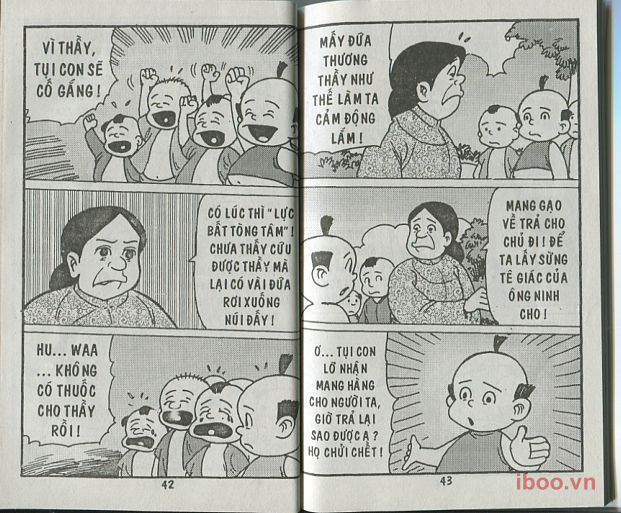 VÌ THẦY,
TỤI CON SẼ
CỐ GẮNG !
CÓ LÚC THÌ "LỰC
BẤT TÒNG TÂM" !
CHƯA THẤY CỨU
ĐƯỢC THẦY MÀ
LẠI CÓ VÀI ĐỨA
RƠI XUỐNG
NÚI ĐẤY !
HU... WAA
... KHÔNG
CÓ THUỐC
CHO THẦY
RỒI !
42
MẤY ĐỨA
THƯƠNG
THẦY NHƯ
THẾ LÀM TA
CẢM ĐỘNG
LẮM !
MANG GẠO
VỀ TRẢ CHO
CHỦ ĐI ! ĐỂ
TA LẤY SỪNG
TÊ GIÁC CỦA
ÔNG NINH
CHO !
Ơ... TỤI CON
LỠ NHẬN
MANG HÀNG
CHO NGƯỜI TA,
GIỜ TRẢ LẠI
SAO ĐƯỢC Ạ ?
HỌ CHỬI CHẾT !
43
iboo.vn